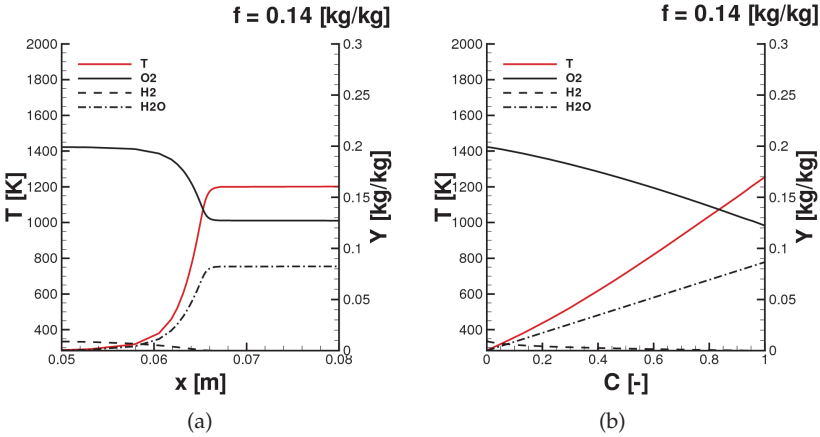 f = 0.14 [kg/kg]
2000
1800
1600
1400
1200
1000
800
600
400
T [K]
T
O2
H2
H2O
0.3
0.25
0.2
0.15
0.1
0.05
0
Y [kg/kg]
0.05 0.06 0.07 0.08
x [m]
(a)
f = 0.14 [kg/kg]
2000
1800
1600
1400
1200
1000
800
600
400
T [K]
T
O2
H2
H2O
0.3
0.25
0.2
0.15
0.1
0.05
0
Y [kg/kg]
0 0.2 0.4 0.6 0.8 1
C [-]
(b)